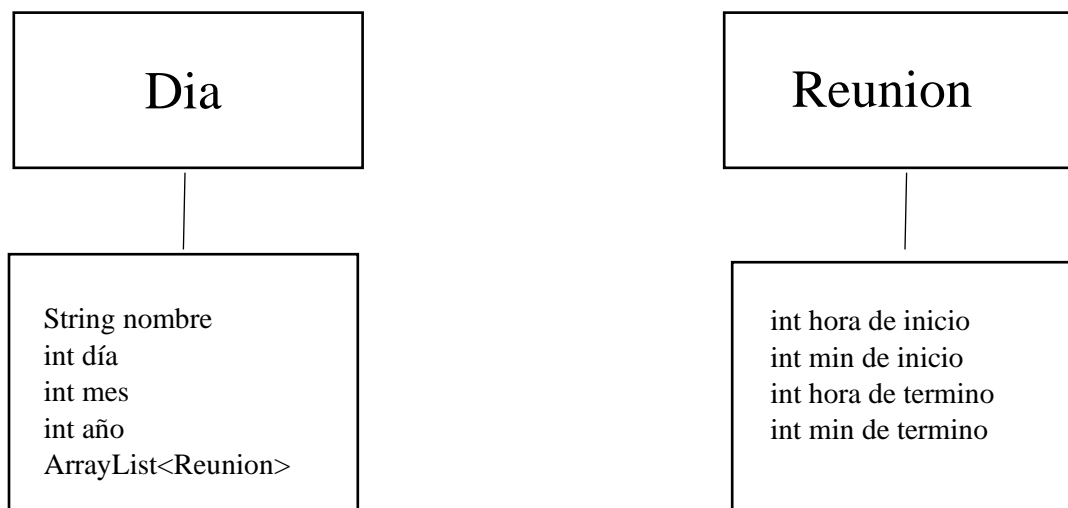 Dia
String nombre
int día
int mes
int año
ArrayList<Reunion>
Reunion
int hora de inicio
int min de inicio
int hora de termino
int min de termino